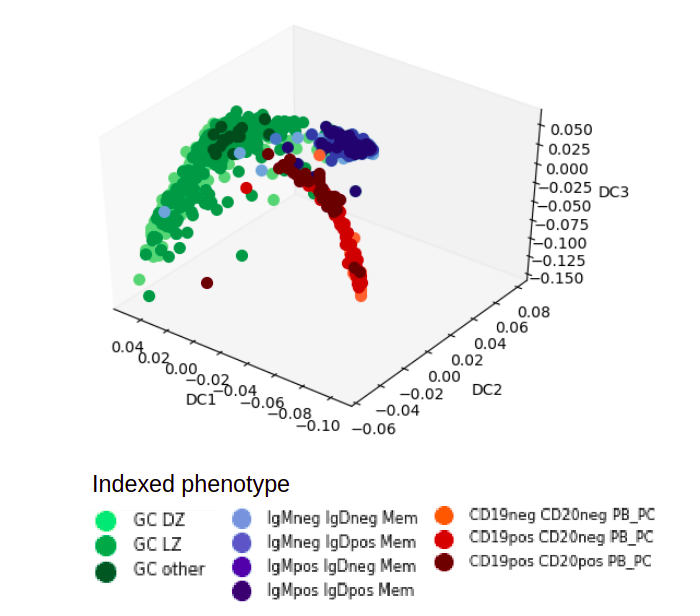 0.050
0.025
0.000
−0.025
−0.050
−0.075
−0.100
−0.125
−0.150
DC3
0.08
0.06
0.04
0.02
0.00
−0.02
−0.04
−0.06
DC2
0.04
0.02
0.00
−0.02
−0.04
−0.06
−0.08
−0.10
DC1
Indexed phenotype
GC DZ
GC LZ
GC other
IgMneg IgDneg Mem
IgMneg IgDpos Mem
IgMpos IgDneg Mem
IgMpos IgDpos Mem
CD19neg CD20neg PB_PC
CD19pos CD20neg PB_PC
CD19pos CD20pos PB_PC